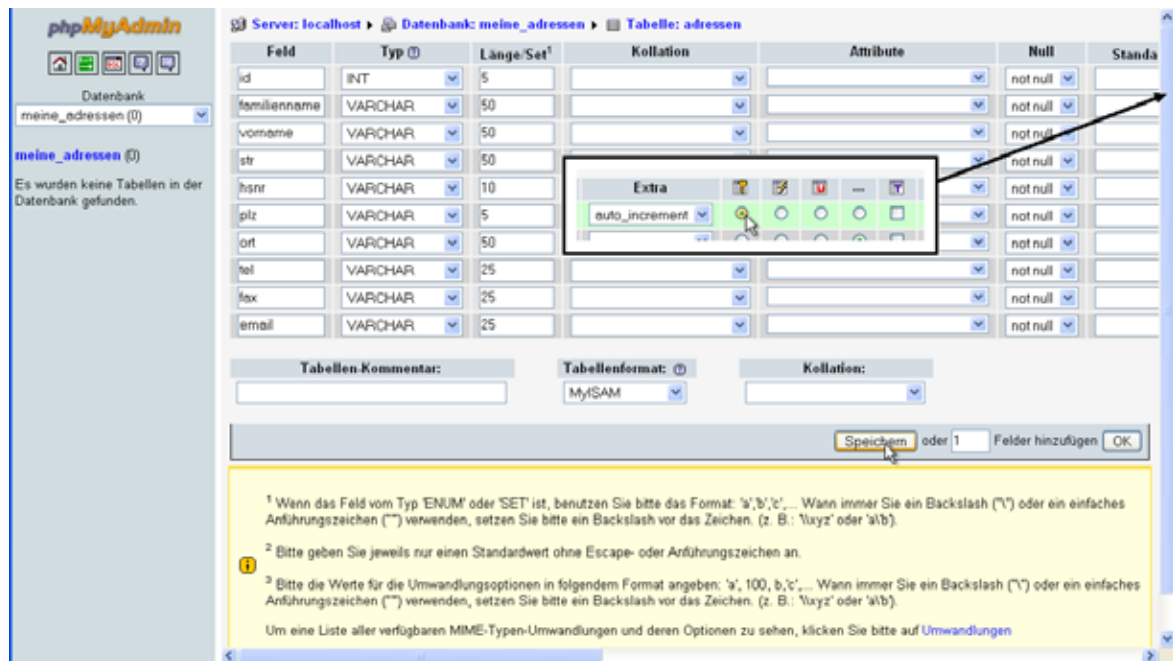 phpMyAdmin
Datenbank
meine_adressen (0)
meine_adressen (0)
Es wurden keine Tabellen in der
Datenbank gefunden.
Server: localhost Datenbank: meine_adressen Tabelle: adressen
Feld Typ Länge/Set¹ Kollation Attribute Null Standa
id INT 5 not null
familienname VARCHAR 50 not null
vorname VARCHAR 50 not null
str VARCHAR 50 not null
hsnr VARCHAR 10 not null
plz VARCHAR 5 not null
ort VARCHAR 50 not null
tel VARCHAR 25 not null
fax VARCHAR 25 not null
email VARCHAR 25 not null
Extra ---
auto_increment
Tabellen-Kommentar: Tabellenformat: Kollation:
MyISAM
Speichern oder 1 Felder hinzufügen OK
¹ Wenn das Feld vom Typ 'ENUM' oder 'SET' ist, benutzen Sie bitte das Format: 'a','b','c',... Wann immer Sie ein Backslash ("\") oder ein einfaches
Anführungszeichen ("'") verwenden, setzen Sie bitte ein Backslash vor das Zeichen. (z. B.: '\\xyz' oder 'a\'b').
² Bitte geben Sie jeweils nur einen Standardwert ohne Escape- oder Anführungszeichen an.
³ Bitte die Werte für die Umwandlungsoptionen in folgendem Format angeben: 'a', 100, b,'c',... Wann immer Sie ein Backslash ("\") oder ein einfaches
Anführungszeichen ("'") verwenden, setzen Sie bitte ein Backslash vor das Zeichen. (z. B.: '\\xyz' oder 'a\'b').
Um eine Liste aller verfügbaren MIME-Typen-Umwandlungen und deren Optionen zu sehen, klicken Sie bitte auf Umwandlungen